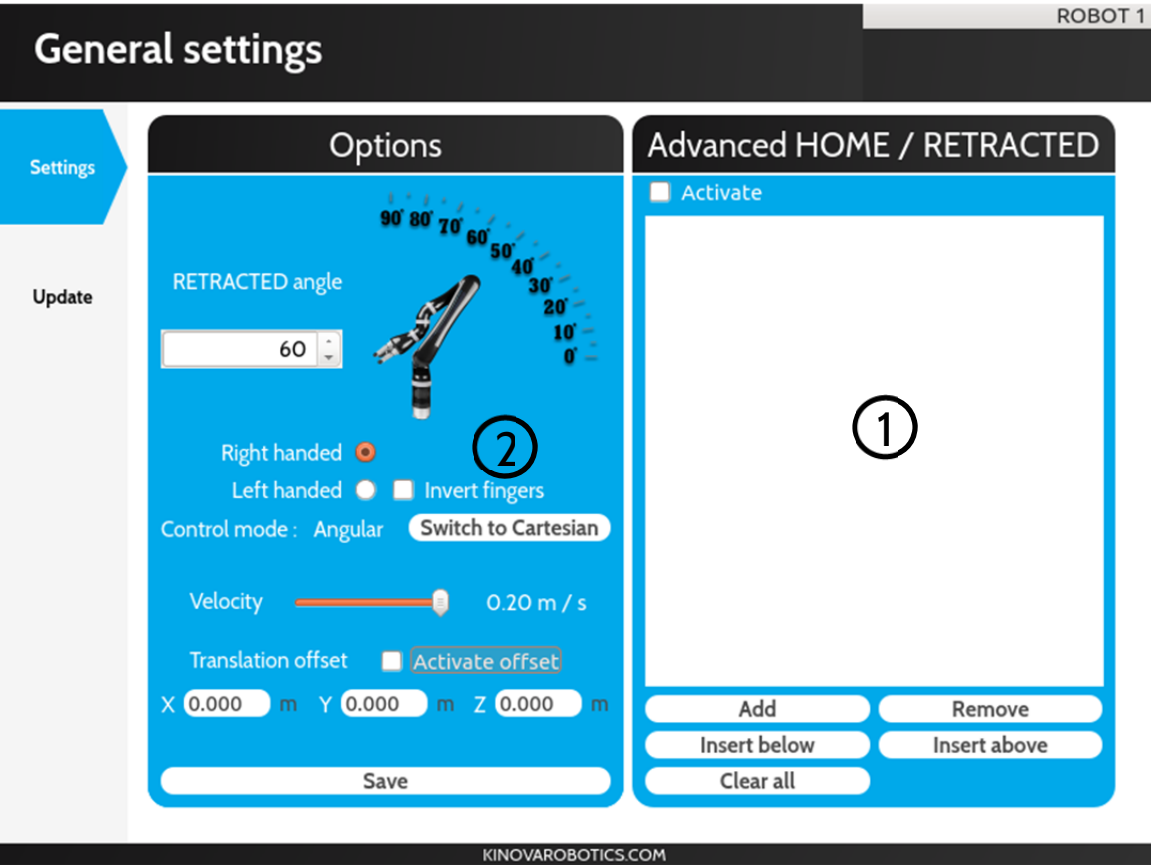 ROBOT 1
General settings
Settings
Update
Options
90° 80° 70° 60° 50° 40° 30° 20° 10° 0°
RETRACTED angle
60
2
Right handed
Left handed Invert fingers
Control mode : Angular Switch to Cartesian
Velocity 0.20 m / s
Translation offset Activate offset
X 0.000 m Y 0.000 m Z 0.000 m
Save
Advanced HOME / RETRACTED
Activate
1
Add Remove
Insert below Insert above
Clear all
KINOVAROBOTICS.COM